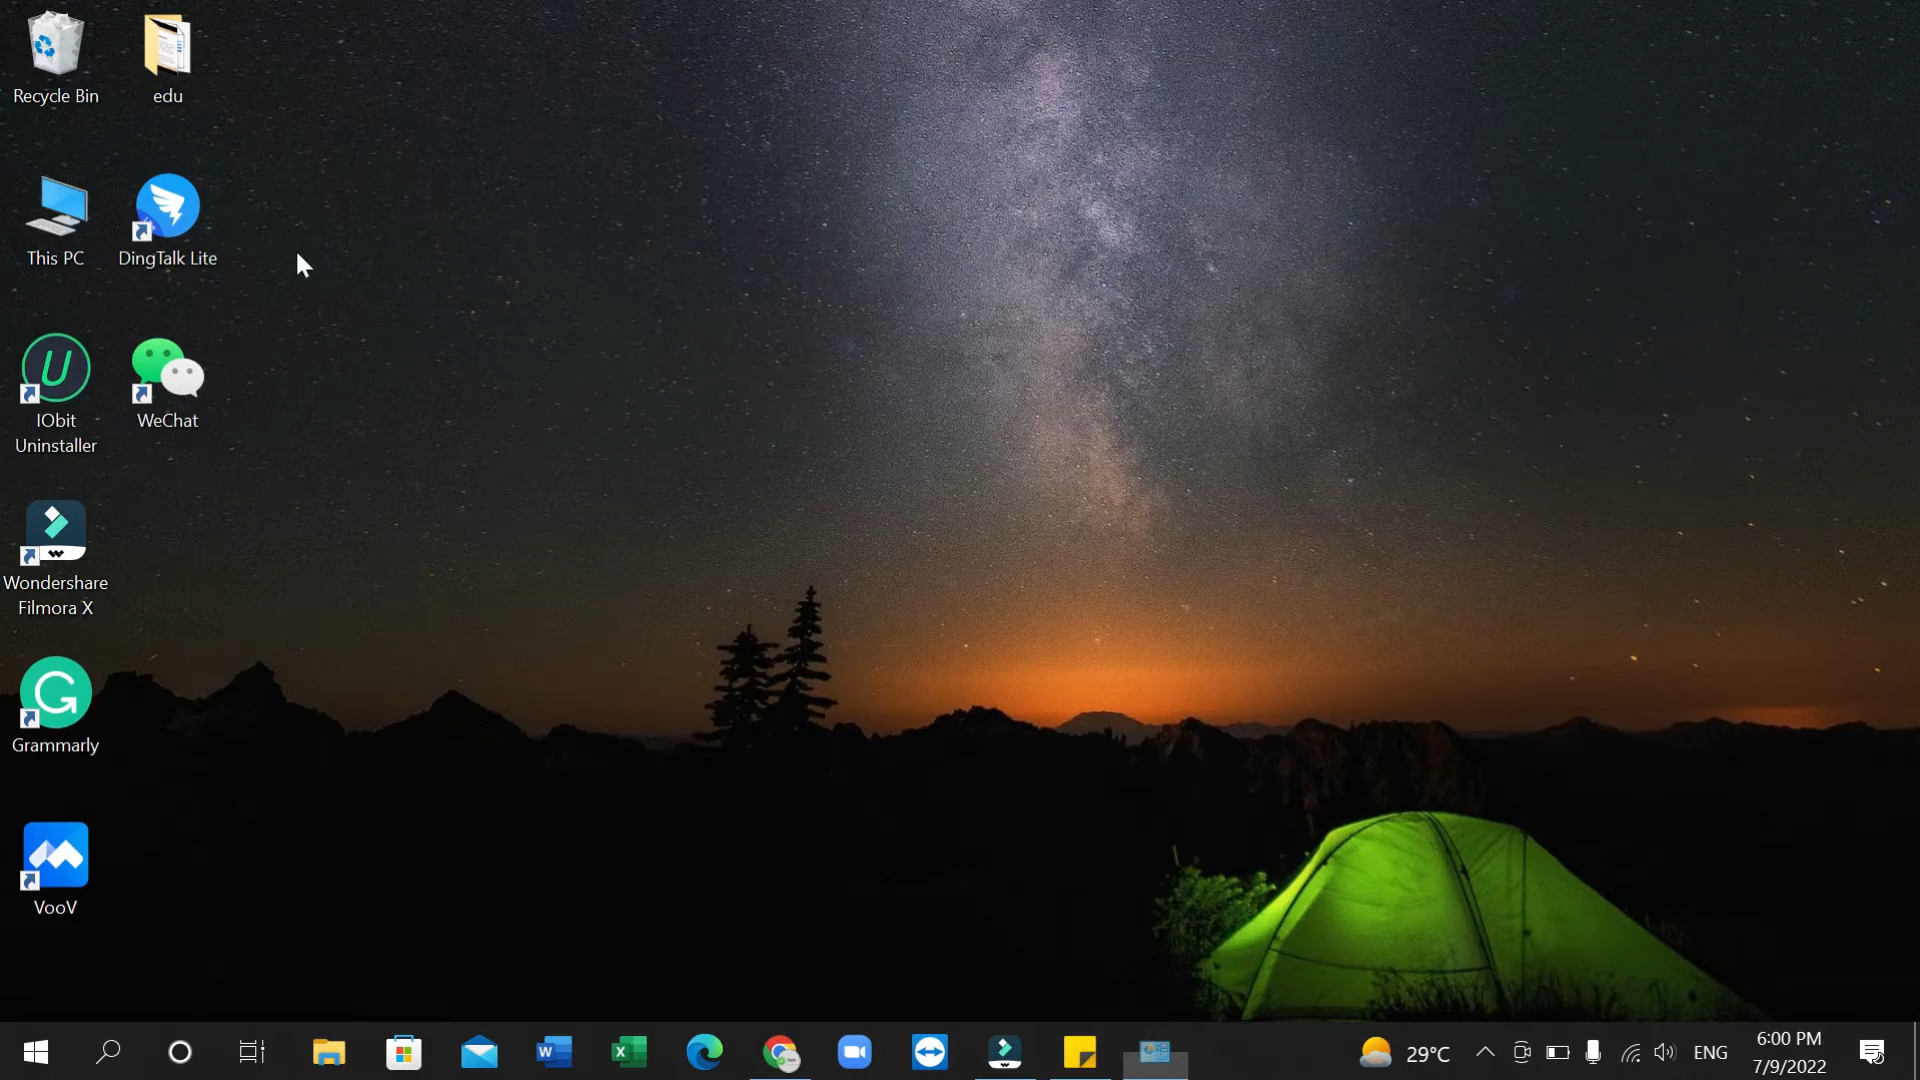 Recycle Bin
edu
This PC
DingTalk Lite
IObit
Uninstaller
WeChat
Wondershare
Filmora X
Grammarly
VooV
29°C
ENG
6:00 PM
7/9/2022